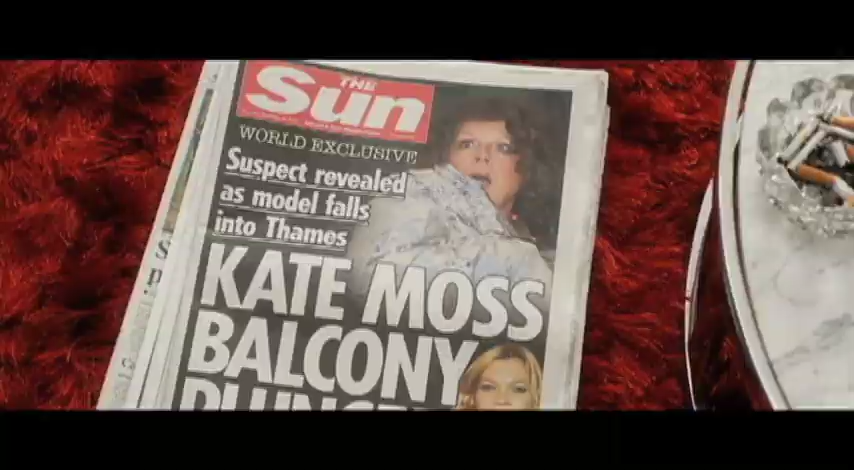 THE
Sun
WORLD EXCLUSIVE
Suspect revealed
as model falls
into Thames
KATE MOSS
BALCONY